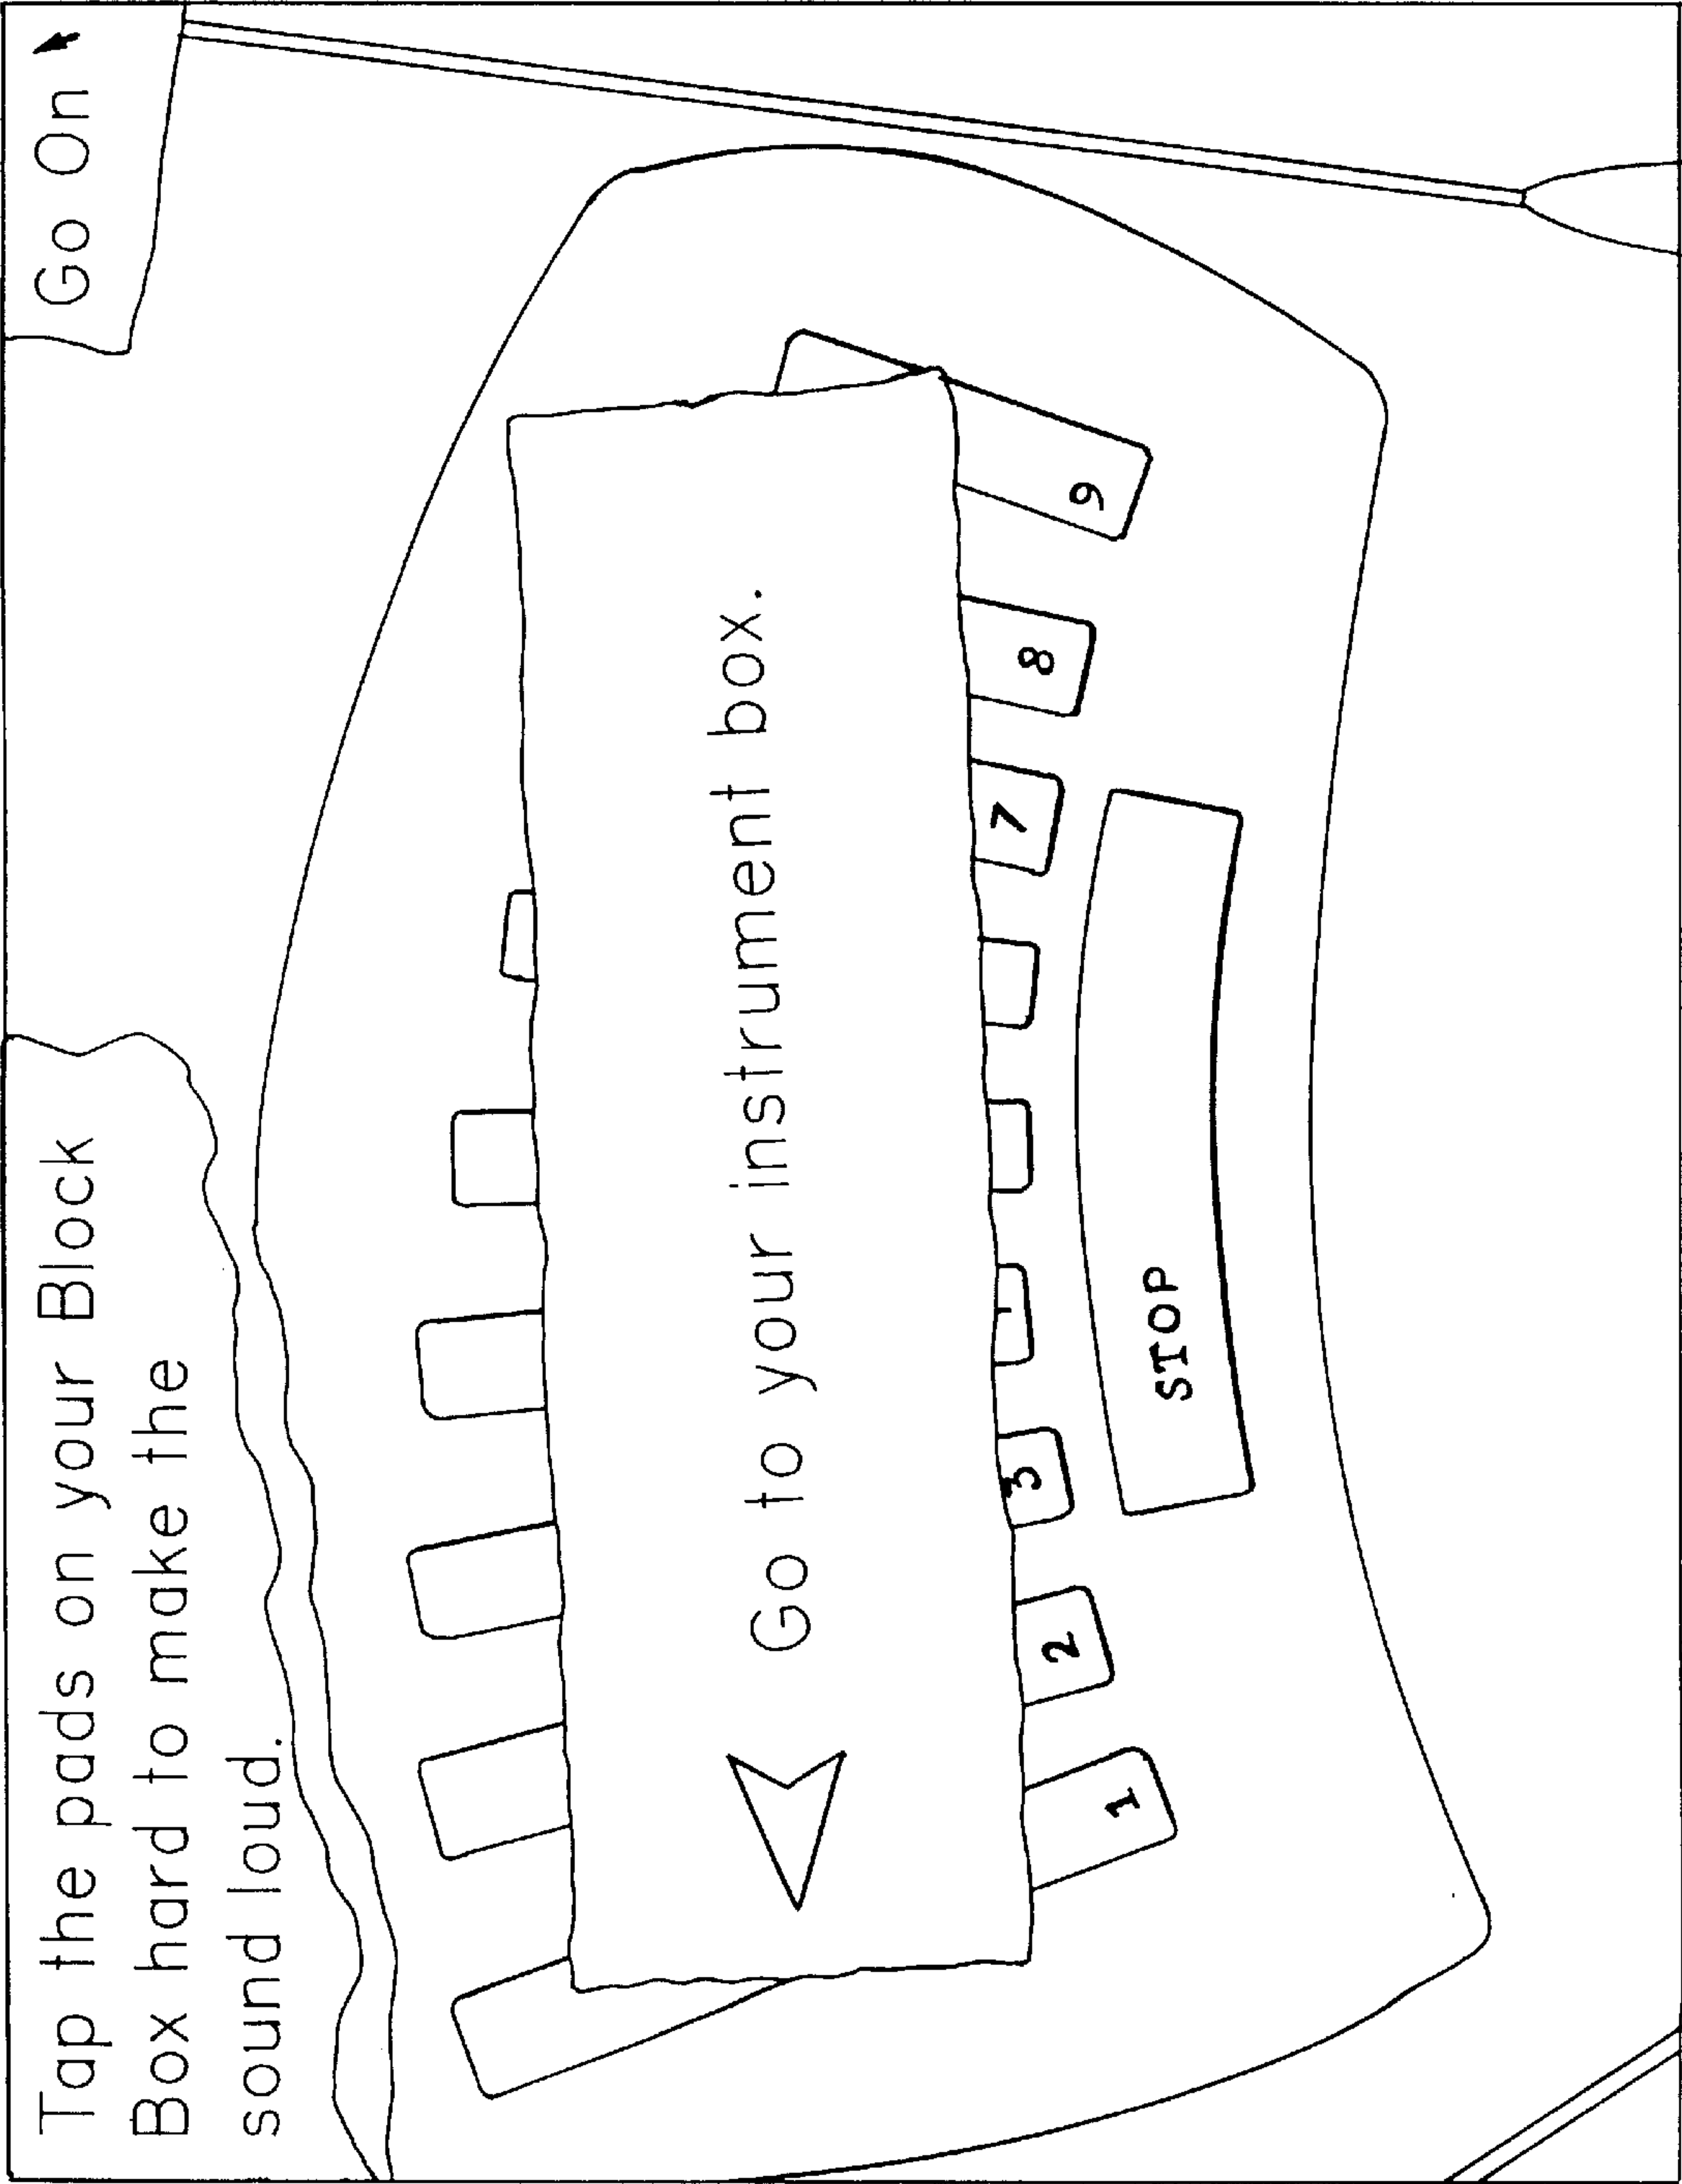 Tap the pads on your Block
Box hard to make the
sound loud.
Go On
Go to your instrument box.
1
2
3
7
8
9
STOP